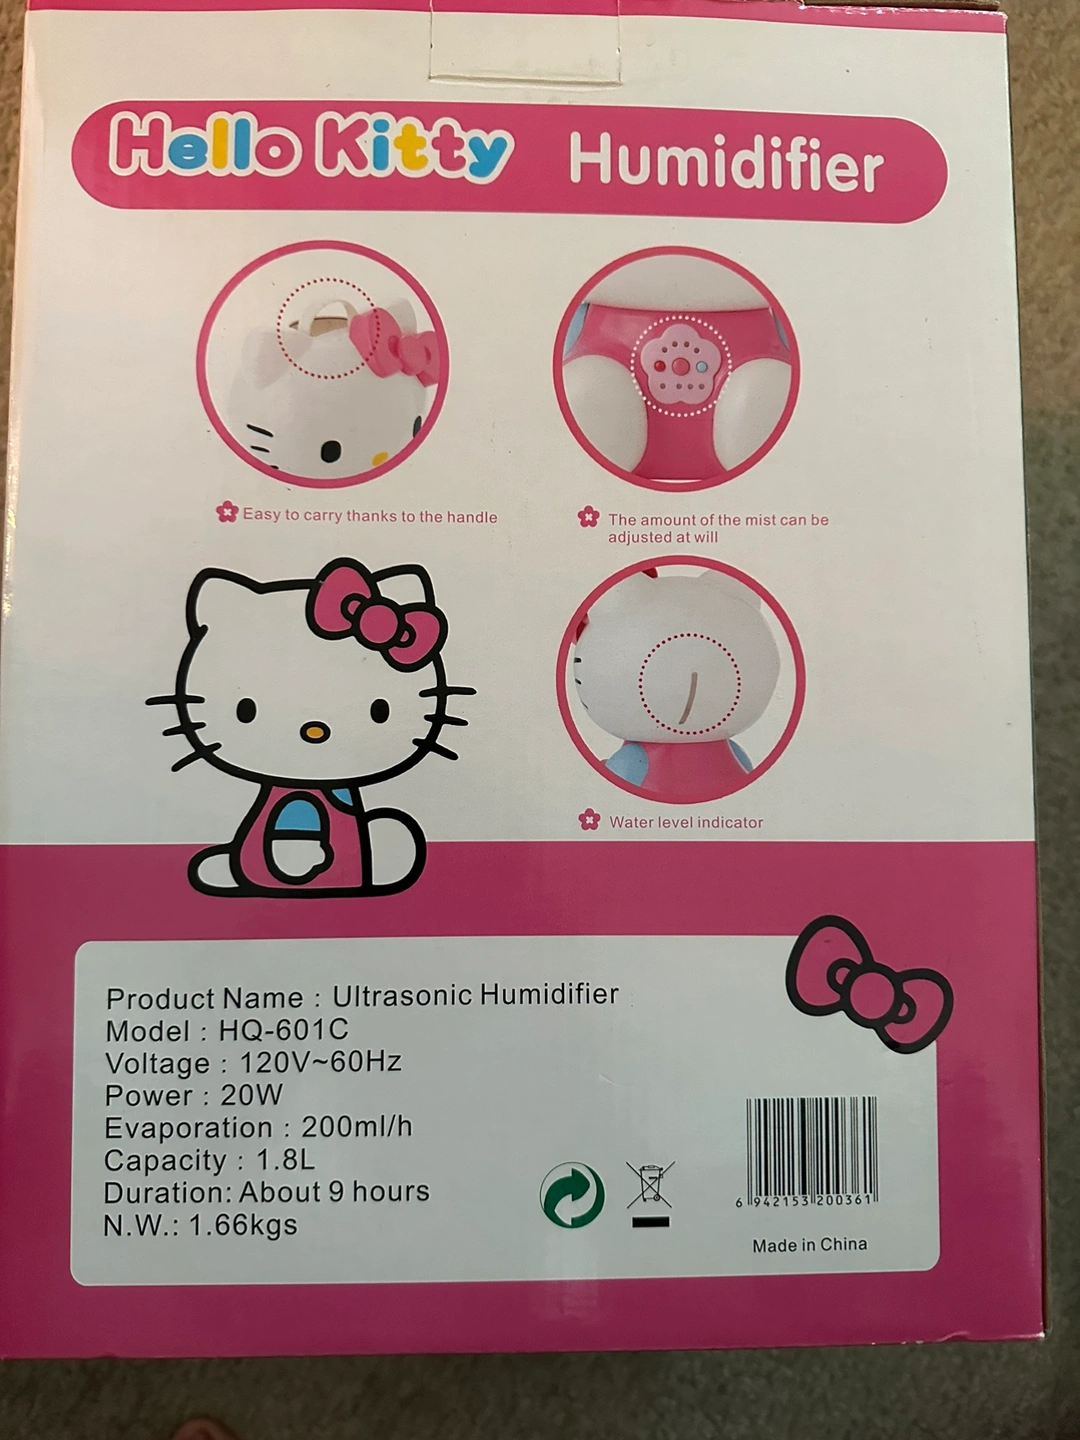 Hello Kitty Humidifier
Easy to carry thanks to the handle
The amount of the mist can be
adjusted at will
Water level indicator
Product Name : Ultrasonic Humidifier
Model : HQ-601C
Voltage : 120V~60Hz
Power : 20W
Evaporation : 200ml/h
Capacity : 1.8L
Duration: About 9 hours
N.W.: 1.66kgs
6 942153 200361
Made in China